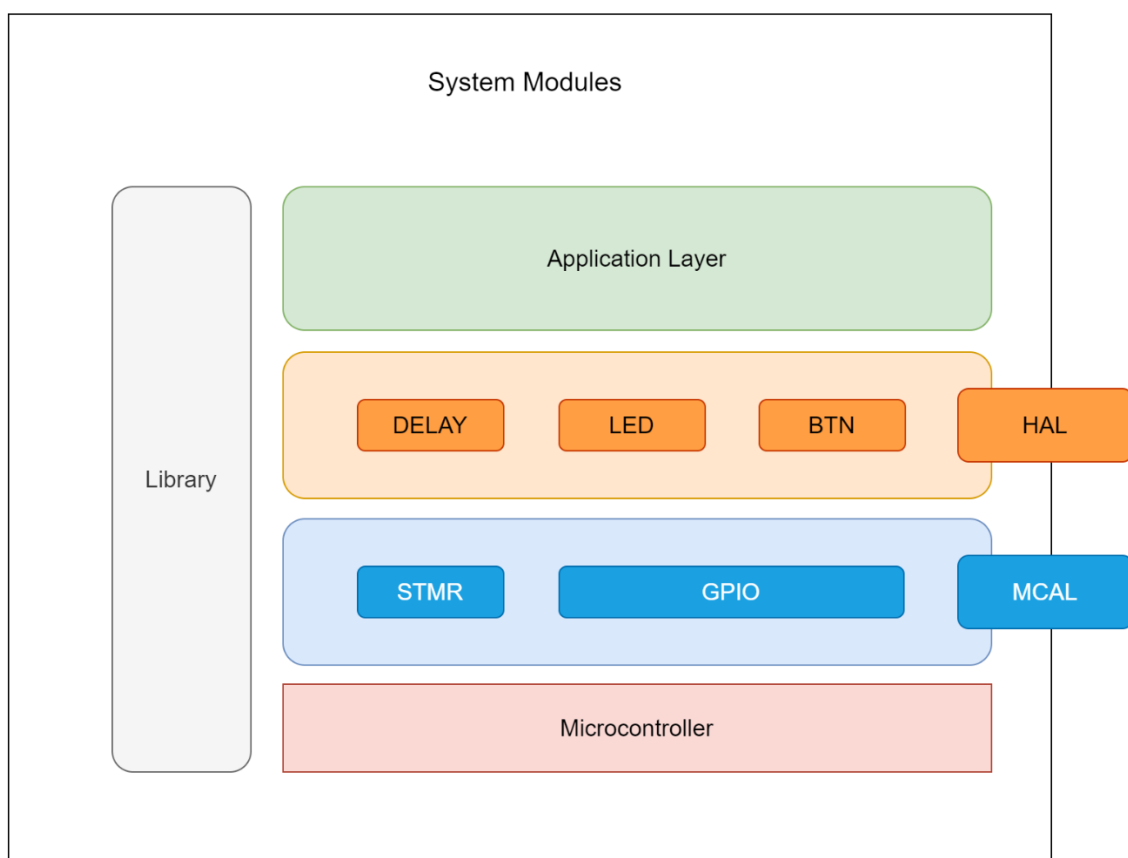 System Modules
Library
Application Layer
DELAY
LED
BTN
HAL
STMR
GPIO
MCAL
Microcontroller